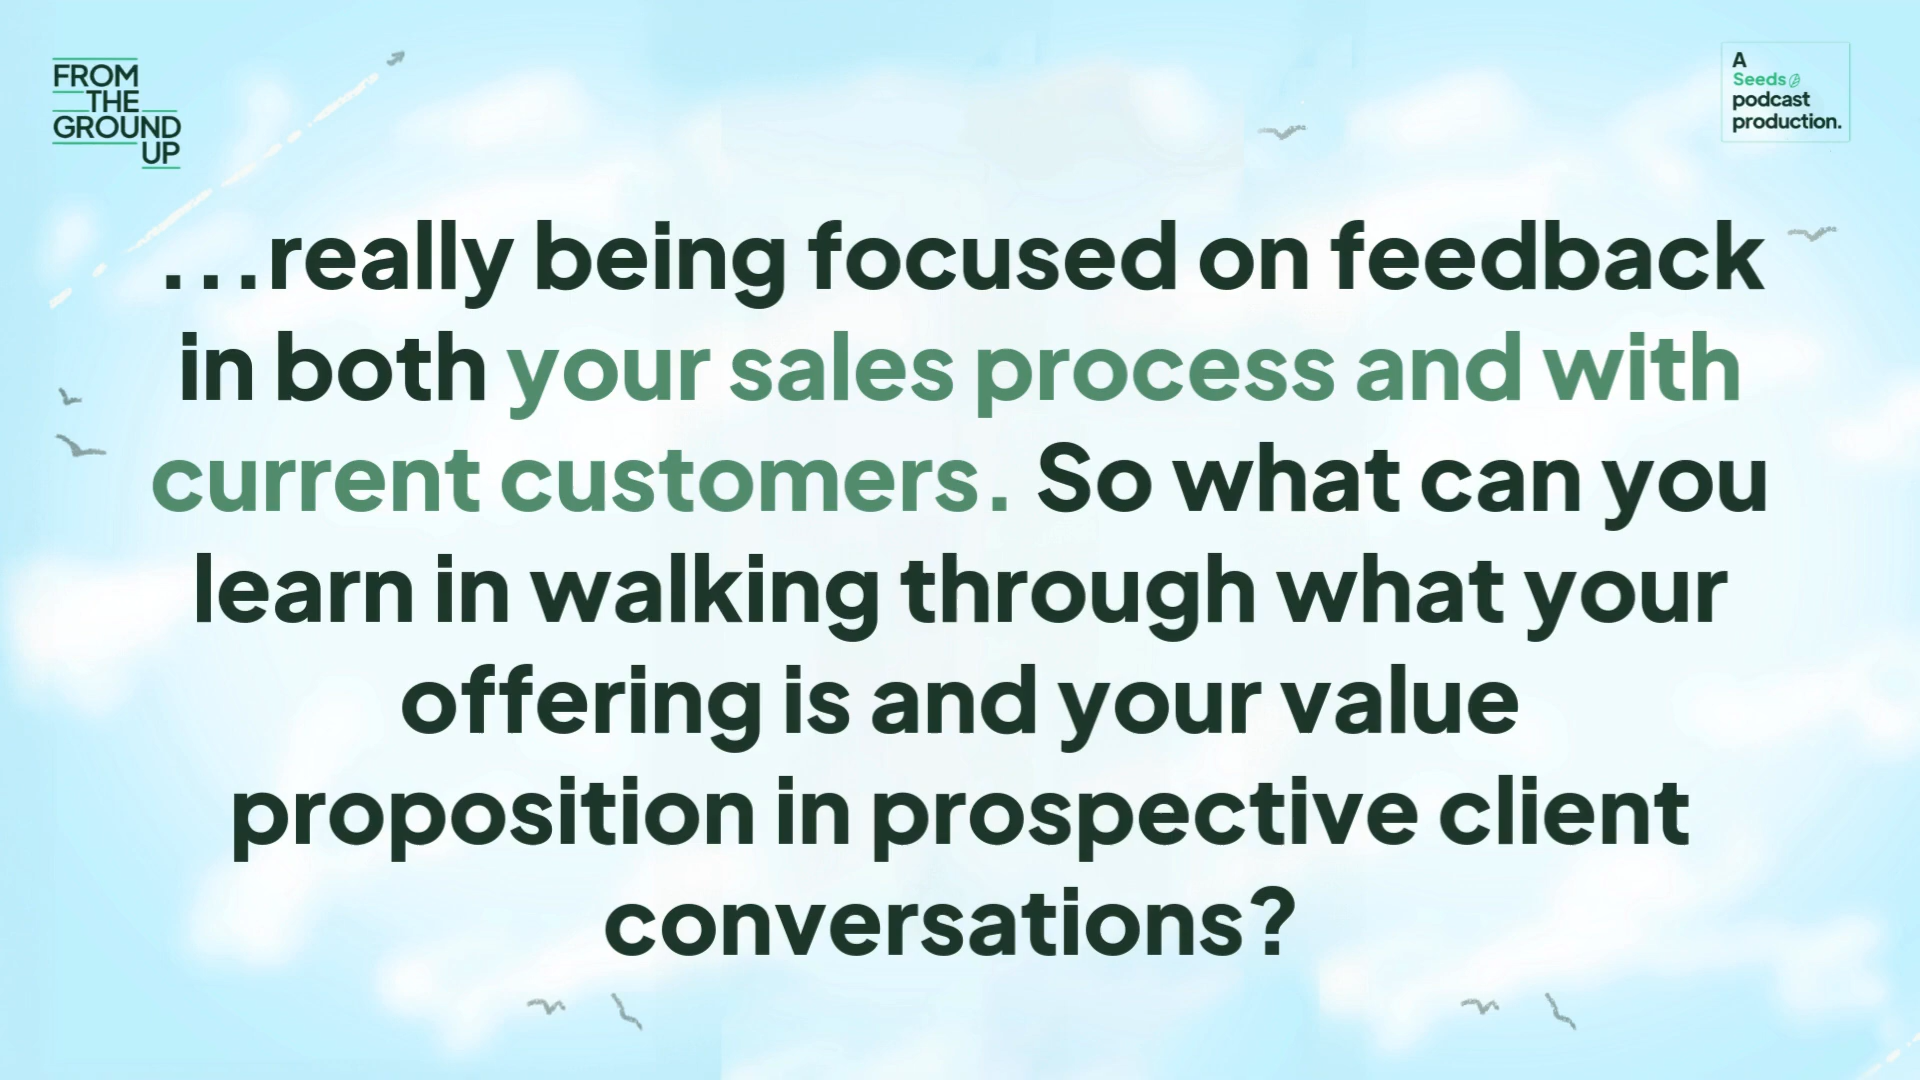 FROM
THE
GROUND
UP
A
Seeds
podcast
production.
...really being focused on feedback
in both your sales process and with
current customers. So what can you
learn in walking through what your
offering is and your value
proposition in prospective client
conversations?